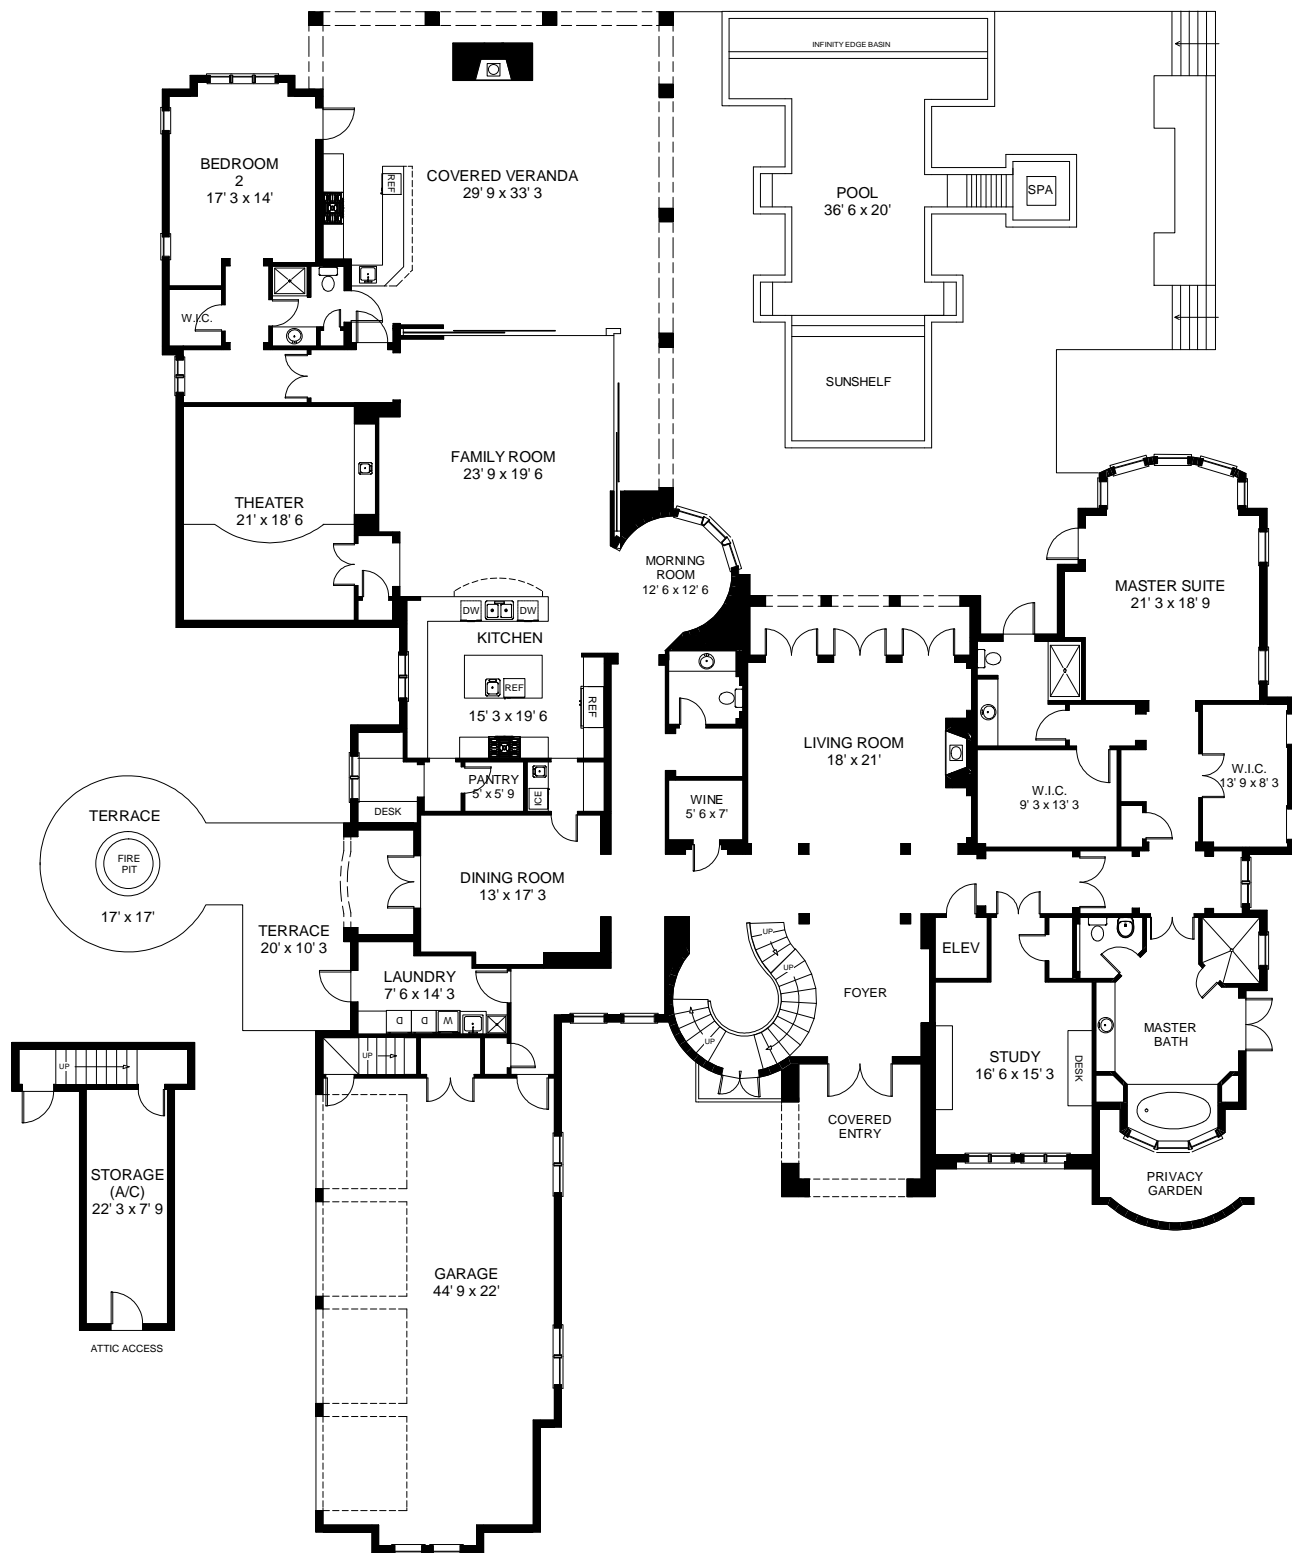 INFINITY EDGE BASIN
BEDROOM
2
17' 3 x 14'
COVERED VERANDA
29' 9 x 33' 3
REF
POOL
36' 6 x 20'
SPA
W.I.C.
SUNSHELF
FAMILY ROOM
23' 9 x 19' 6
THEATER
21' x 18' 6
MORNING
ROOM
12' 6 x 12' 6
MASTER SUITE
21' 3 x 18' 9
DW
DW
KITCHEN
REF
REF
15' 3 x 19' 6
LIVING ROOM
18' x 21'
PANTRY
5' x 5' 9
ICE
DESK
WINE
5' 6 x 7'
W.I.C.
9' 3 x 13' 3
W.I.C.
13' 9 x 8' 3
TERRACE
FIRE
PIT
17' x 17'
DINING ROOM
13' x 17' 3
TERRACE
20' x 10' 3
UP
UP
ELEV
LAUNDRY
7' 6 x 14' 3
D
D
W
FOYER
UP
UP
MASTER
BATH
UP
UP
STUDY
16' 6 x 15' 3
DESK
COVERED
ENTRY
STORAGE
(A/C)
22' 3 x 7' 9
PRIVACY
GARDEN
GARAGE
44' 9 x 22'
ATTIC ACCESS